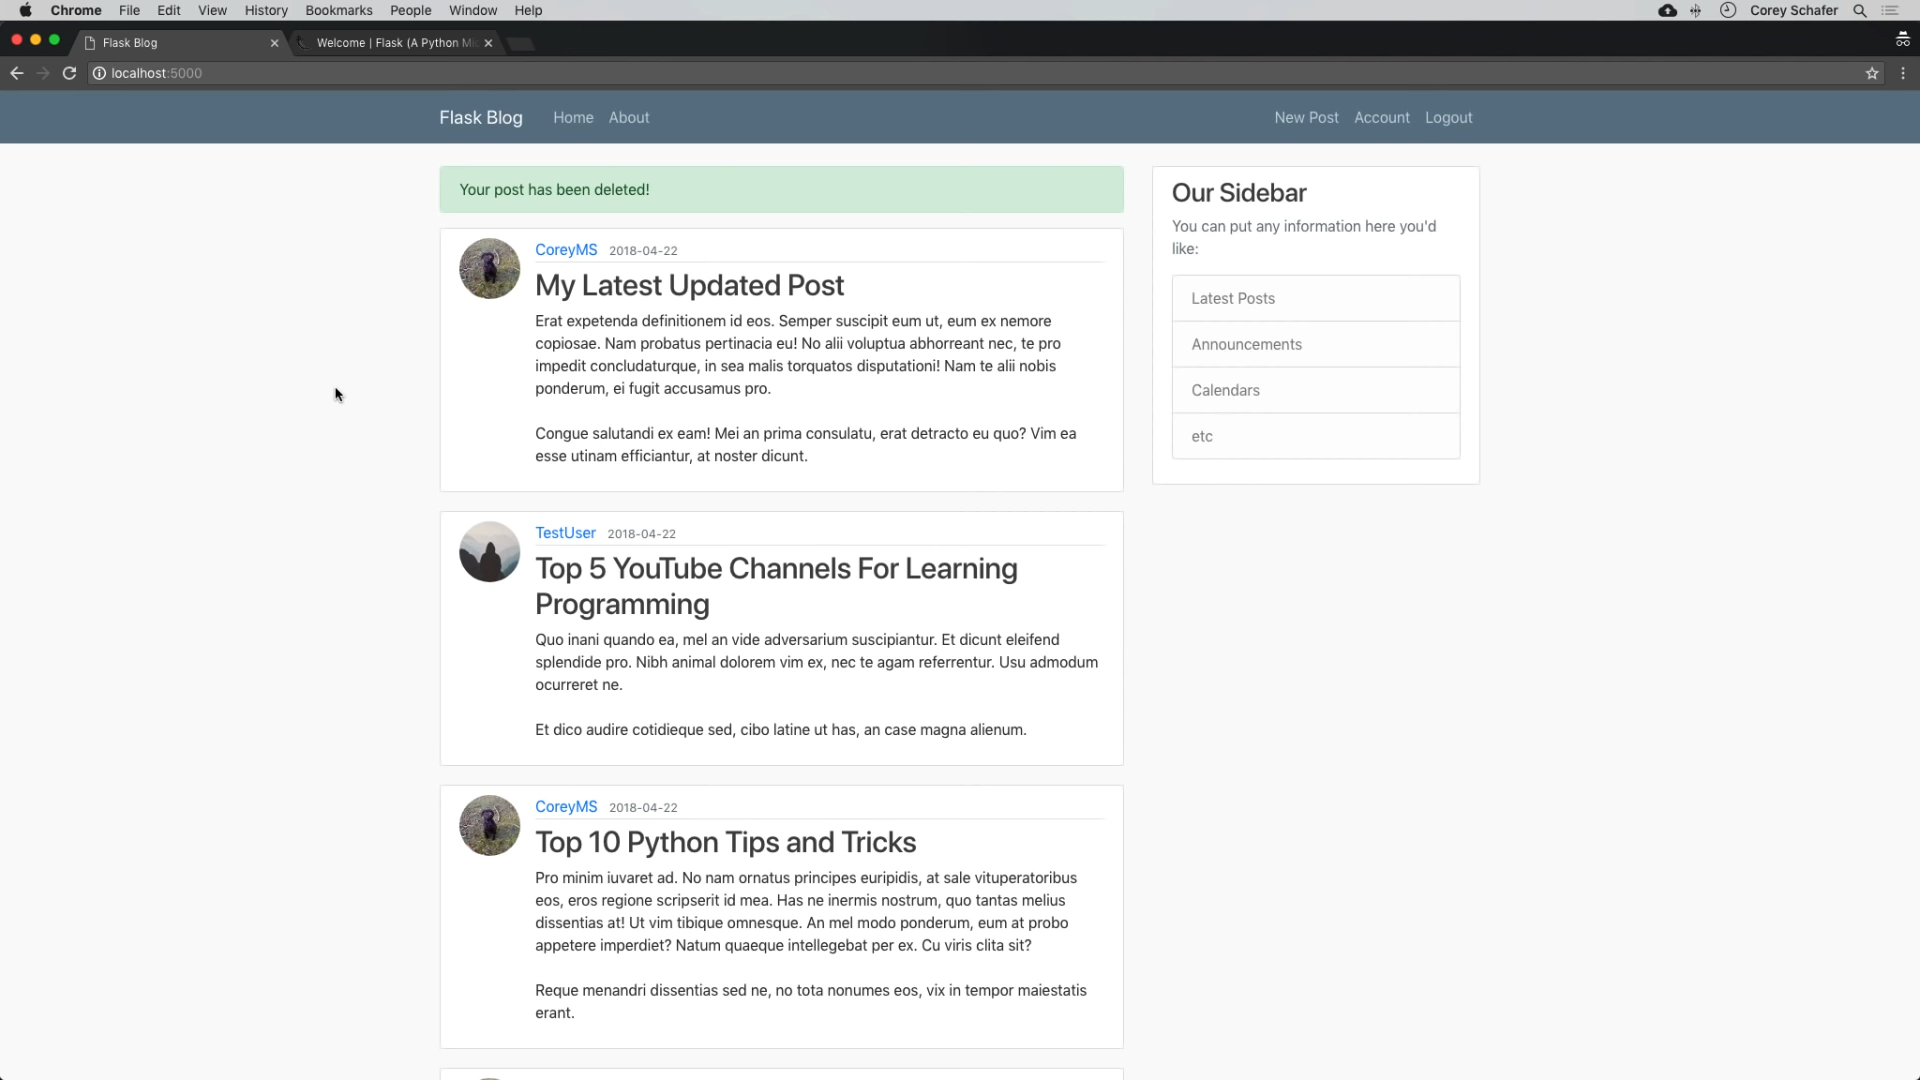 Chrome File Edit View History Bookmarks People Window Help Corey Schafer
Flask Blog Welcome | Flask (A Python Mi
localhost:5000
Flask Blog Home About New Post Account Logout
Your post has been deleted!
CoreyMS 2018-04-22
My Latest Updated Post
Erat expetenda definitionem id eos. Semper suscipit eum ut, eum ex nemore
copiosae. Nam probatus pertinacia eu! No alii voluptua abhorreant nec, te pro
impedit concludaturque, in sea malis torquatos disputationi! Nam te alii nobis
ponderum, ei fugit accusamus pro.
Congue salutandi ex eam! Mei an prima consulatu, erat detracto eu quo? Vim ea
esse utinam efficiantur, at noster dicunt.
TestUser 2018-04-22
Top 5 YouTube Channels For Learning
Programming
Quo inani quando ea, mel an vide adversarium suscipiantur. Et dicunt eleifend
splendide pro. Nibh animal dolorem vim ex, nec te agam referrentur. Usu admodum
ocurreret ne.
Et dico audire cotidieque sed, cibo latine ut has, an case magna alienum.
CoreyMS 2018-04-22
Top 10 Python Tips and Tricks
Pro minim iuvaret ad. No nam ornatus principes euripidis, at sale vituperatoribus
eos, eros regione scripserit id mea. Has ne inermis nostrum, quo tantas melius
dissentias at! Ut vim tibique omnesque. An mel modo ponderum, eum at probo
appetere imperdiet? Natum quaeque intellegebat per ex. Cu viris clita sit?
Reque menandri dissentias sed ne, no tota nonumes eos, vix in tempor maiestatis
erant.
Our Sidebar
You can put any information here you'd
like:
Latest Posts
Announcements
Calendars
etc